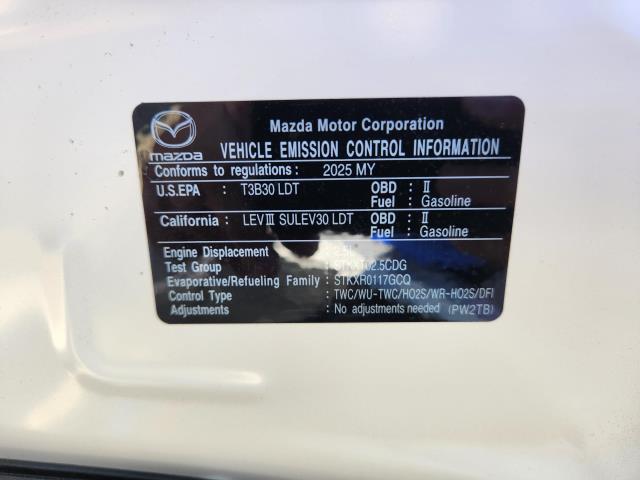 mazda
Mazda Motor Corporation
VEHICLE EMISSION CONTROL INFORMATION
Conforms to regulations: 2025 MY
U.S.EPA : T3B30 LDT OBD : II
Fuel : Gasoline
California: LEVIII SULEV30 LDT OBD : II
Fuel : Gasoline
Engine Displacement :
Test Group :
Evaporative/Refueling Family : STKXR0117GCQ
Control Type : TWC/WU-TWC/HO2S/WR-HO2S/DFI
Adjustments : No adjustments needed (PW2TB)